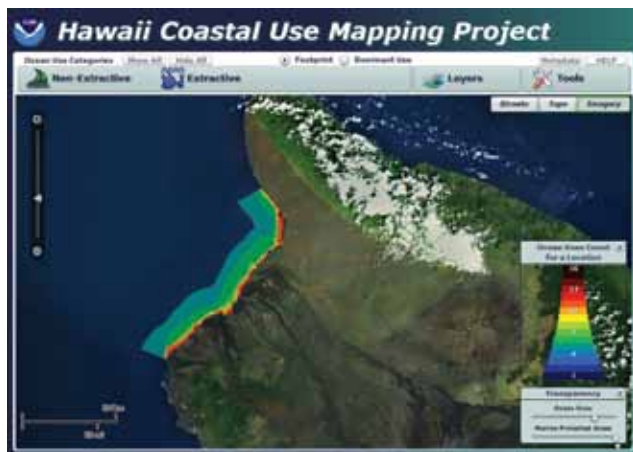 Hawaii Coastal Use Mapping Project
Ocean Use Categories Show All Hide All Footprint Dominant Use Metadata HELP
Non-Extractive Extractive Layers Tools
Streets Topo Imagery
Ocean Uses Count
for a Location
Transparency
Ocean Uses
Marine Protected Areas